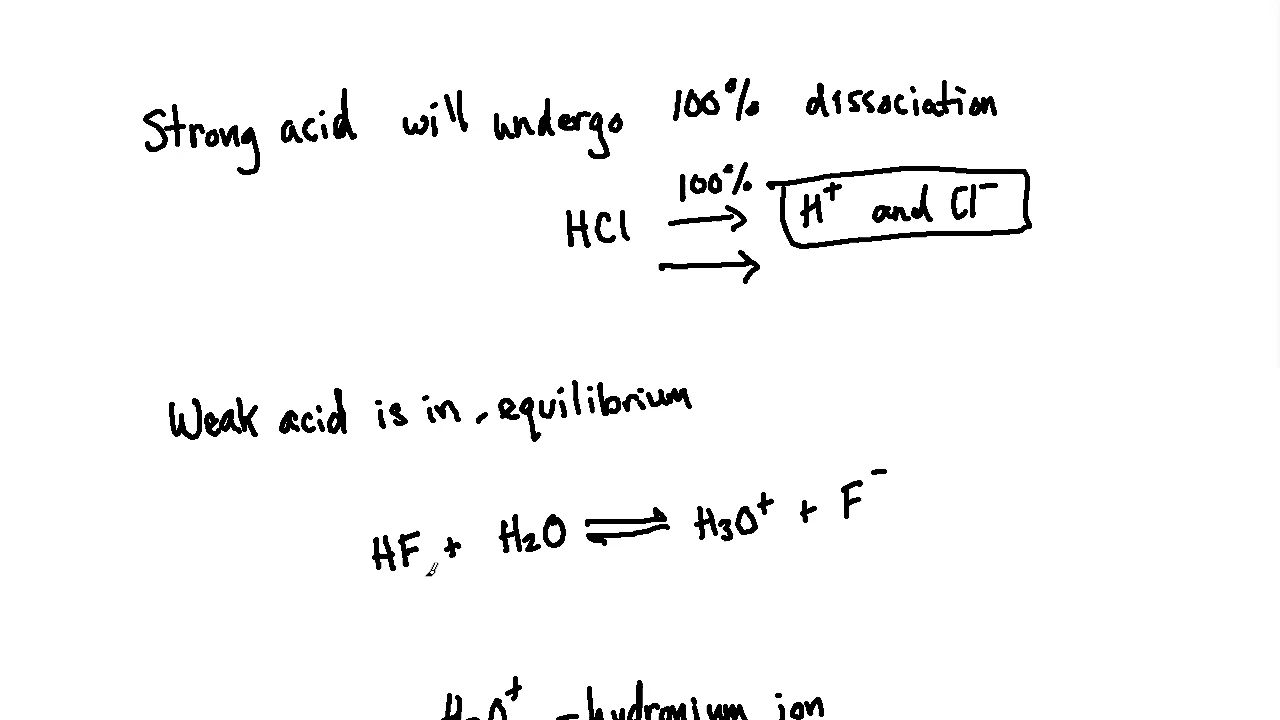 Strong acid will undergo 100% dissociation
100%
HCl → H⁺ and Cl⁻
→
Weak acid is in equilibrium
HF + H₂O ⇌ H₃O⁺ + F⁻
H₃O⁺ - hydronium ion